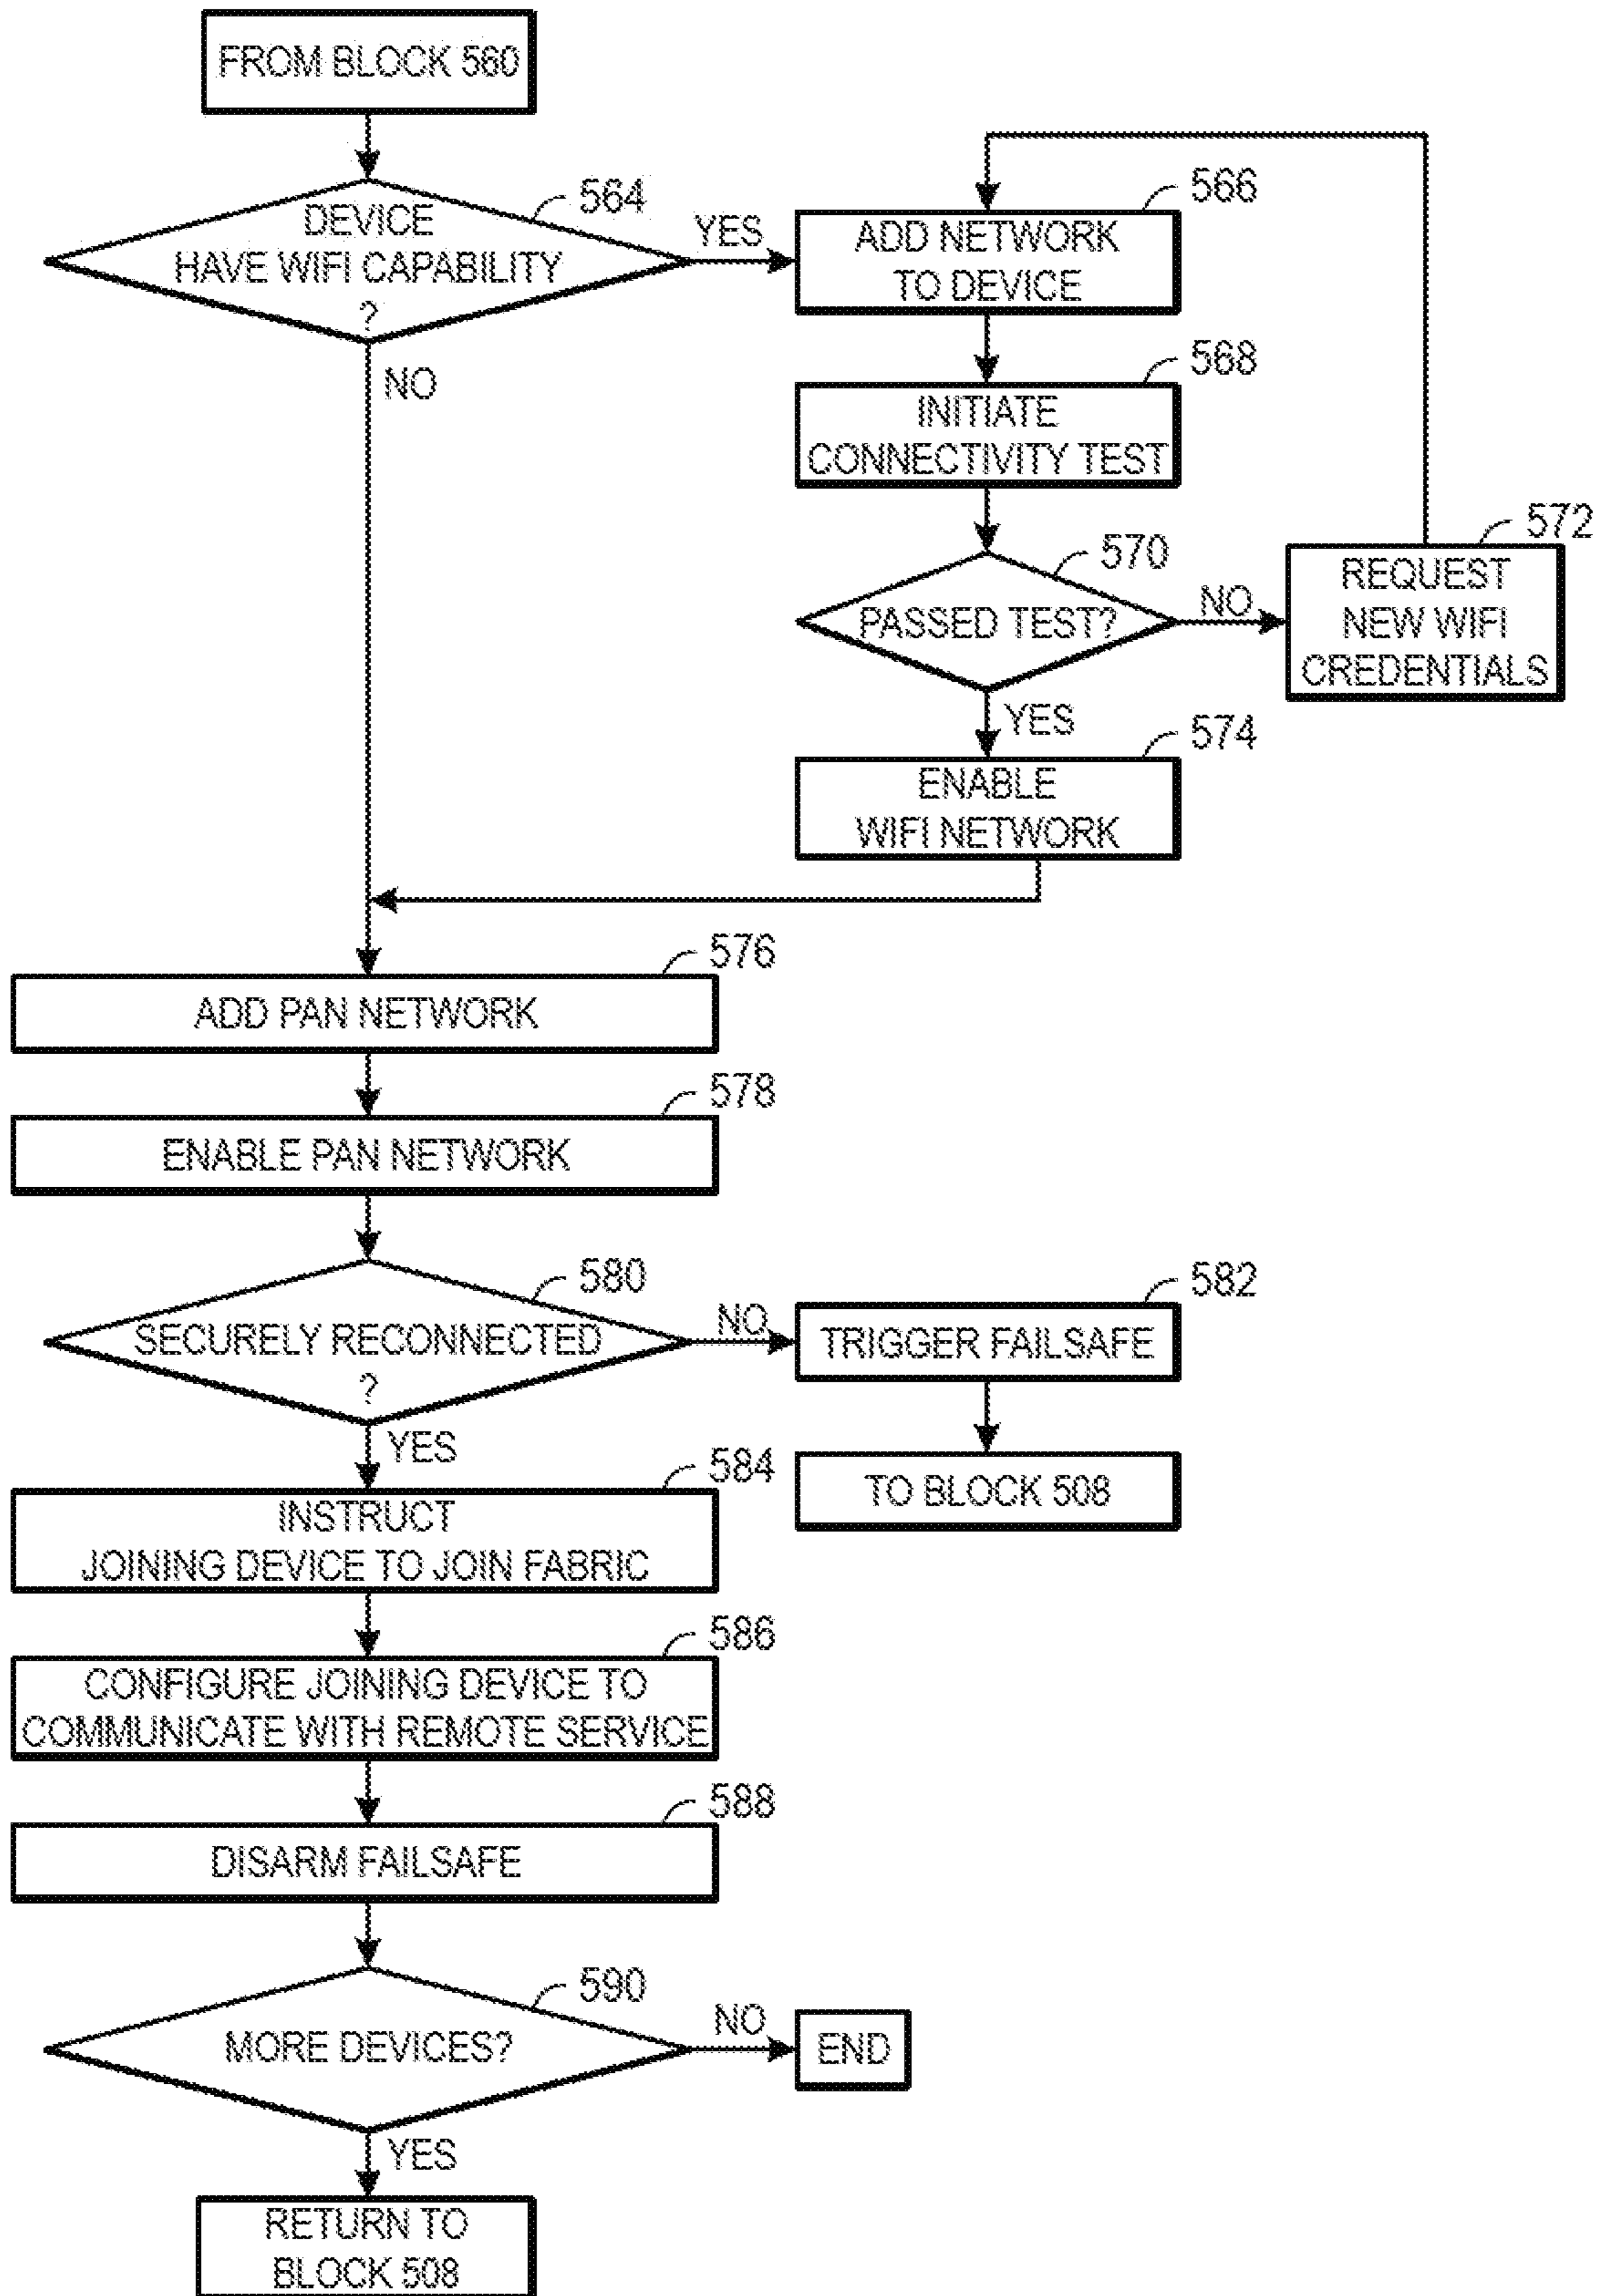 FROM BLOCK 560
564
DEVICE
HAVE WIFI CAPABILITY
?
YES
NO
566
ADD NETWORK
TO DEVICE
568
INITIATE
CONNECTIVITY TEST
570
PASSED TEST?
NO
572
REQUEST
NEW WIFI
CREDENTIALS
YES
574
ENABLE
WIFI NETWORK
576
ADD PAN NETWORK
578
ENABLE PAN NETWORK
580
SECURELY RECONNECTED
?
NO
582
TRIGGER FAILSAFE
TO BLOCK 508
YES
584
INSTRUCT
JOINING DEVICE TO JOIN FABRIC
586
CONFIGURE JOINING DEVICE TO
COMMUNICATE WITH REMOTE SERVICE
588
DISARM FAILSAFE
590
MORE DEVICES?
NO
END
YES
RETURN TO
BLOCK 508